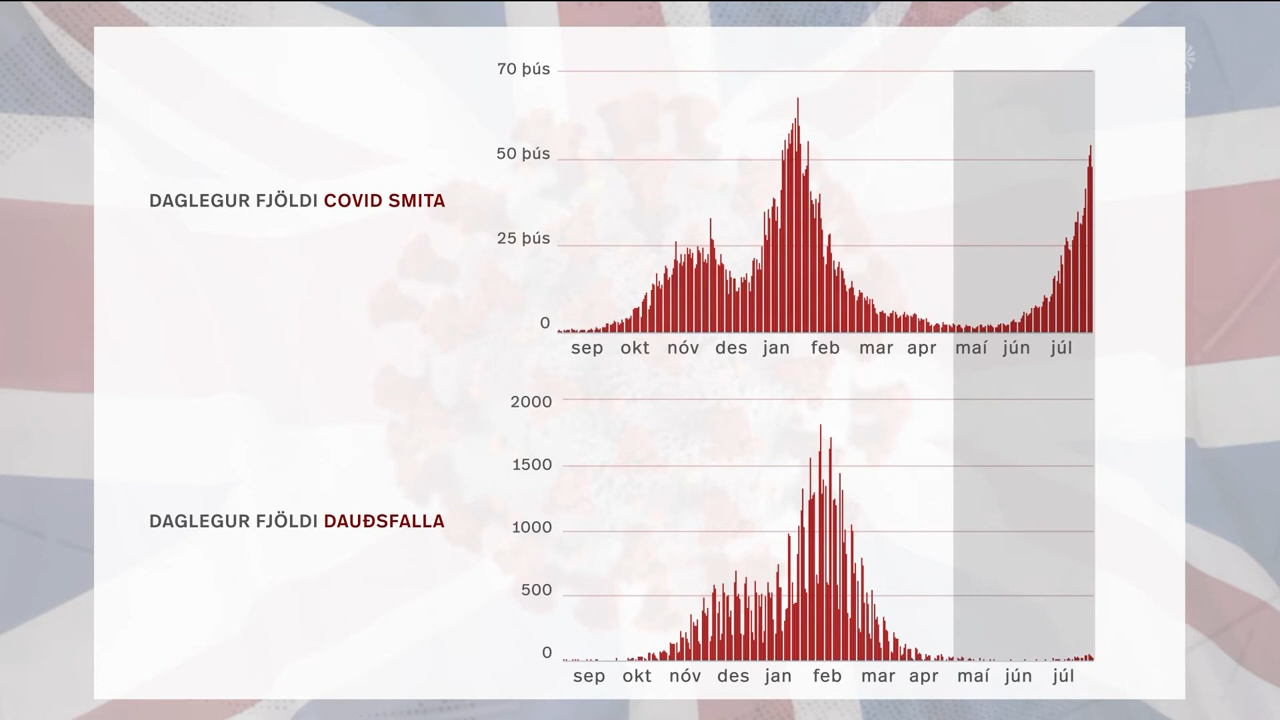 70 þús
50 þús
DAGLEGUR FJÖLDI COVID SMITA
25 þús
0
sep okt nóv des jan feb mar apr maí jún júl
2000
1500
DAGLEGUR FJÖLDI DAUÐSFALLA
1000
500
0
sep okt nóv des jan feb mar apr maí jún júl